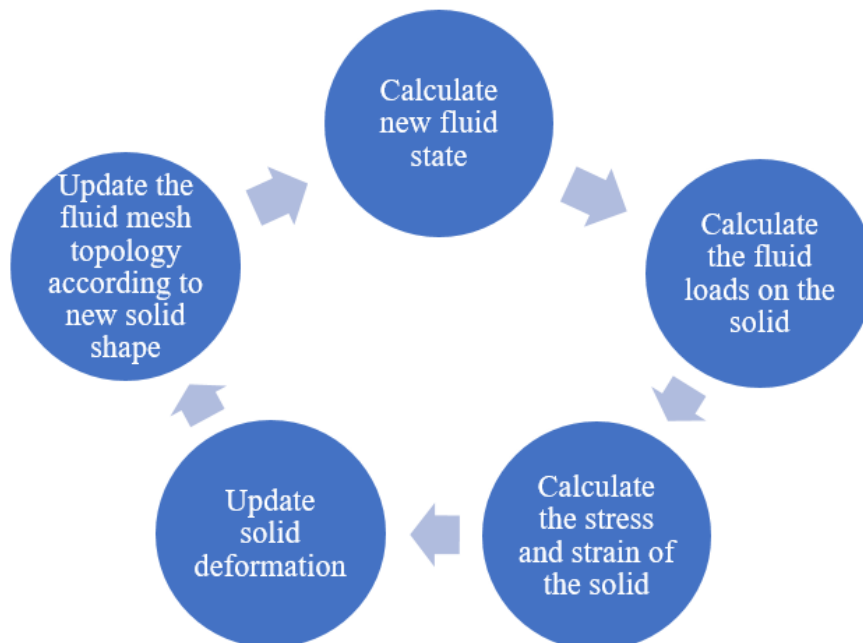 Calculate
new fluid
state
Calculate
the fluid
loads on the
solid
Calculate
the stress
and strain of
the solid
Update
solid
deformation
Update the
fluid mesh
topology
according to
new solid
shape